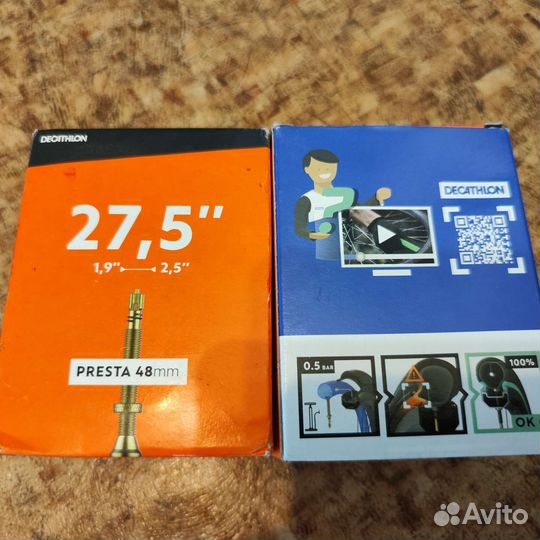 DECATHLON
27,5"
1,9" 2,5"
PRESTA 48mm
DECATHLON
?
0.5 BAR
100%
OK
Avito